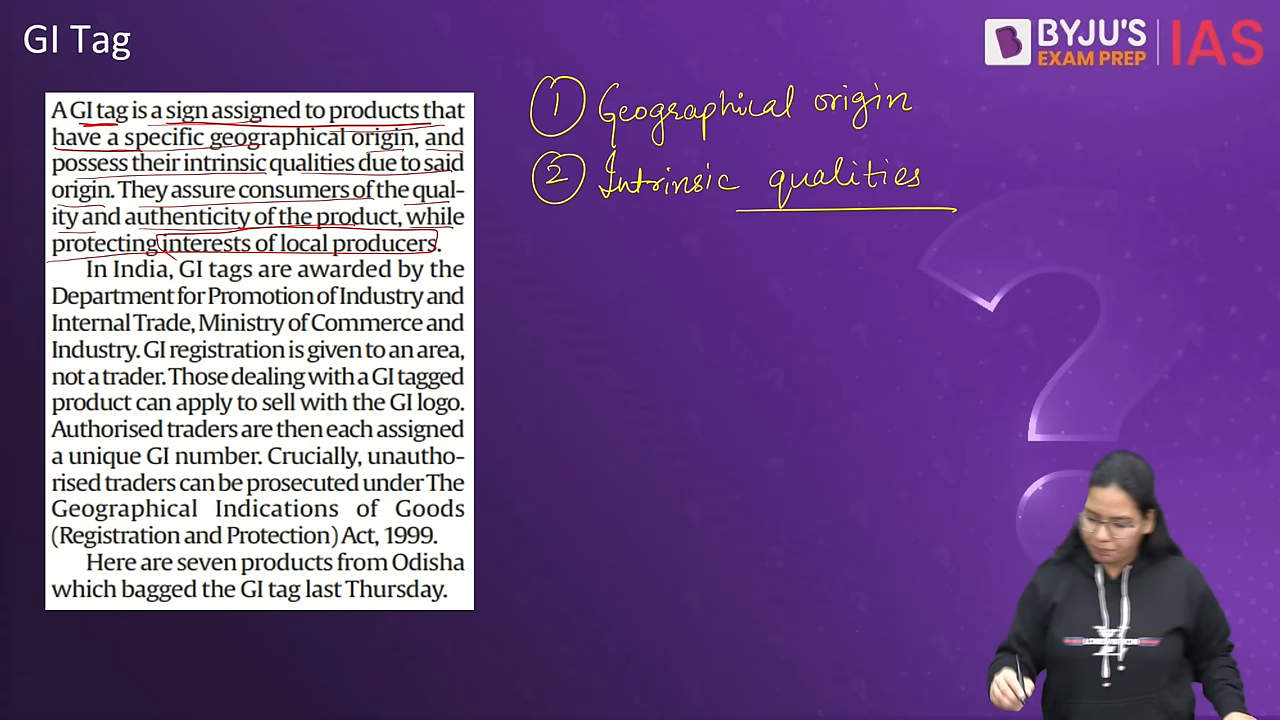 GI Tag
BYJU'S
EXAM PREP
IAS
A GI tag is a sign assigned to products that
have a specific geographical origin, and
possess their intrinsic qualities due to said
origin. They assure consumers of the qual-
ity and authenticity of the product, while
protecting interests of local producers.
In India, GI tags are awarded by the
Department for Promotion of Industry and
Internal Trade, Ministry of Commerce and
Industry. GI registration is given to an area,
not a trader. Those dealing with a GI tagged
product can apply to sell with the GI logo.
Authorised traders are then each assigned
a unique GI number. Crucially, unautho-
rised traders can be prosecuted under The
Geographical Indications of Goods
(Registration and Protection) Act, 1999.
Here are seven products from Odisha
which bagged the GI tag last Thursday.
1 Geographical origin
2 Intrinsic qualities